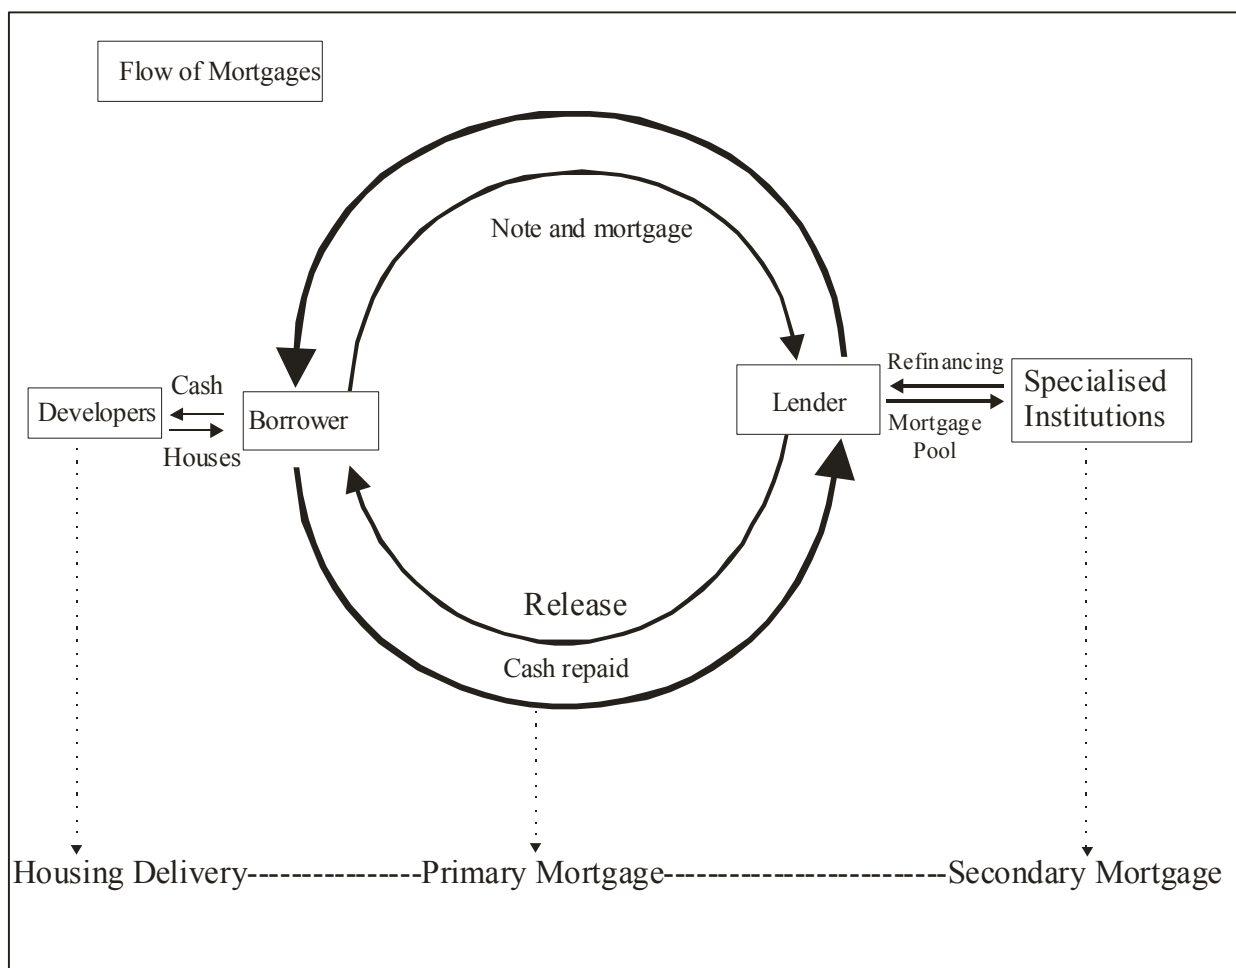 Flow of Mortgages
Note and mortgage
Cash
Developers
Borrower
Houses
Lender
Refinancing
Mortgage
Pool
Specialised
Institutions
Release
Cash repaid
Housing Delivery----------------Primary Mortgage--------------------------Secondary Mortgage